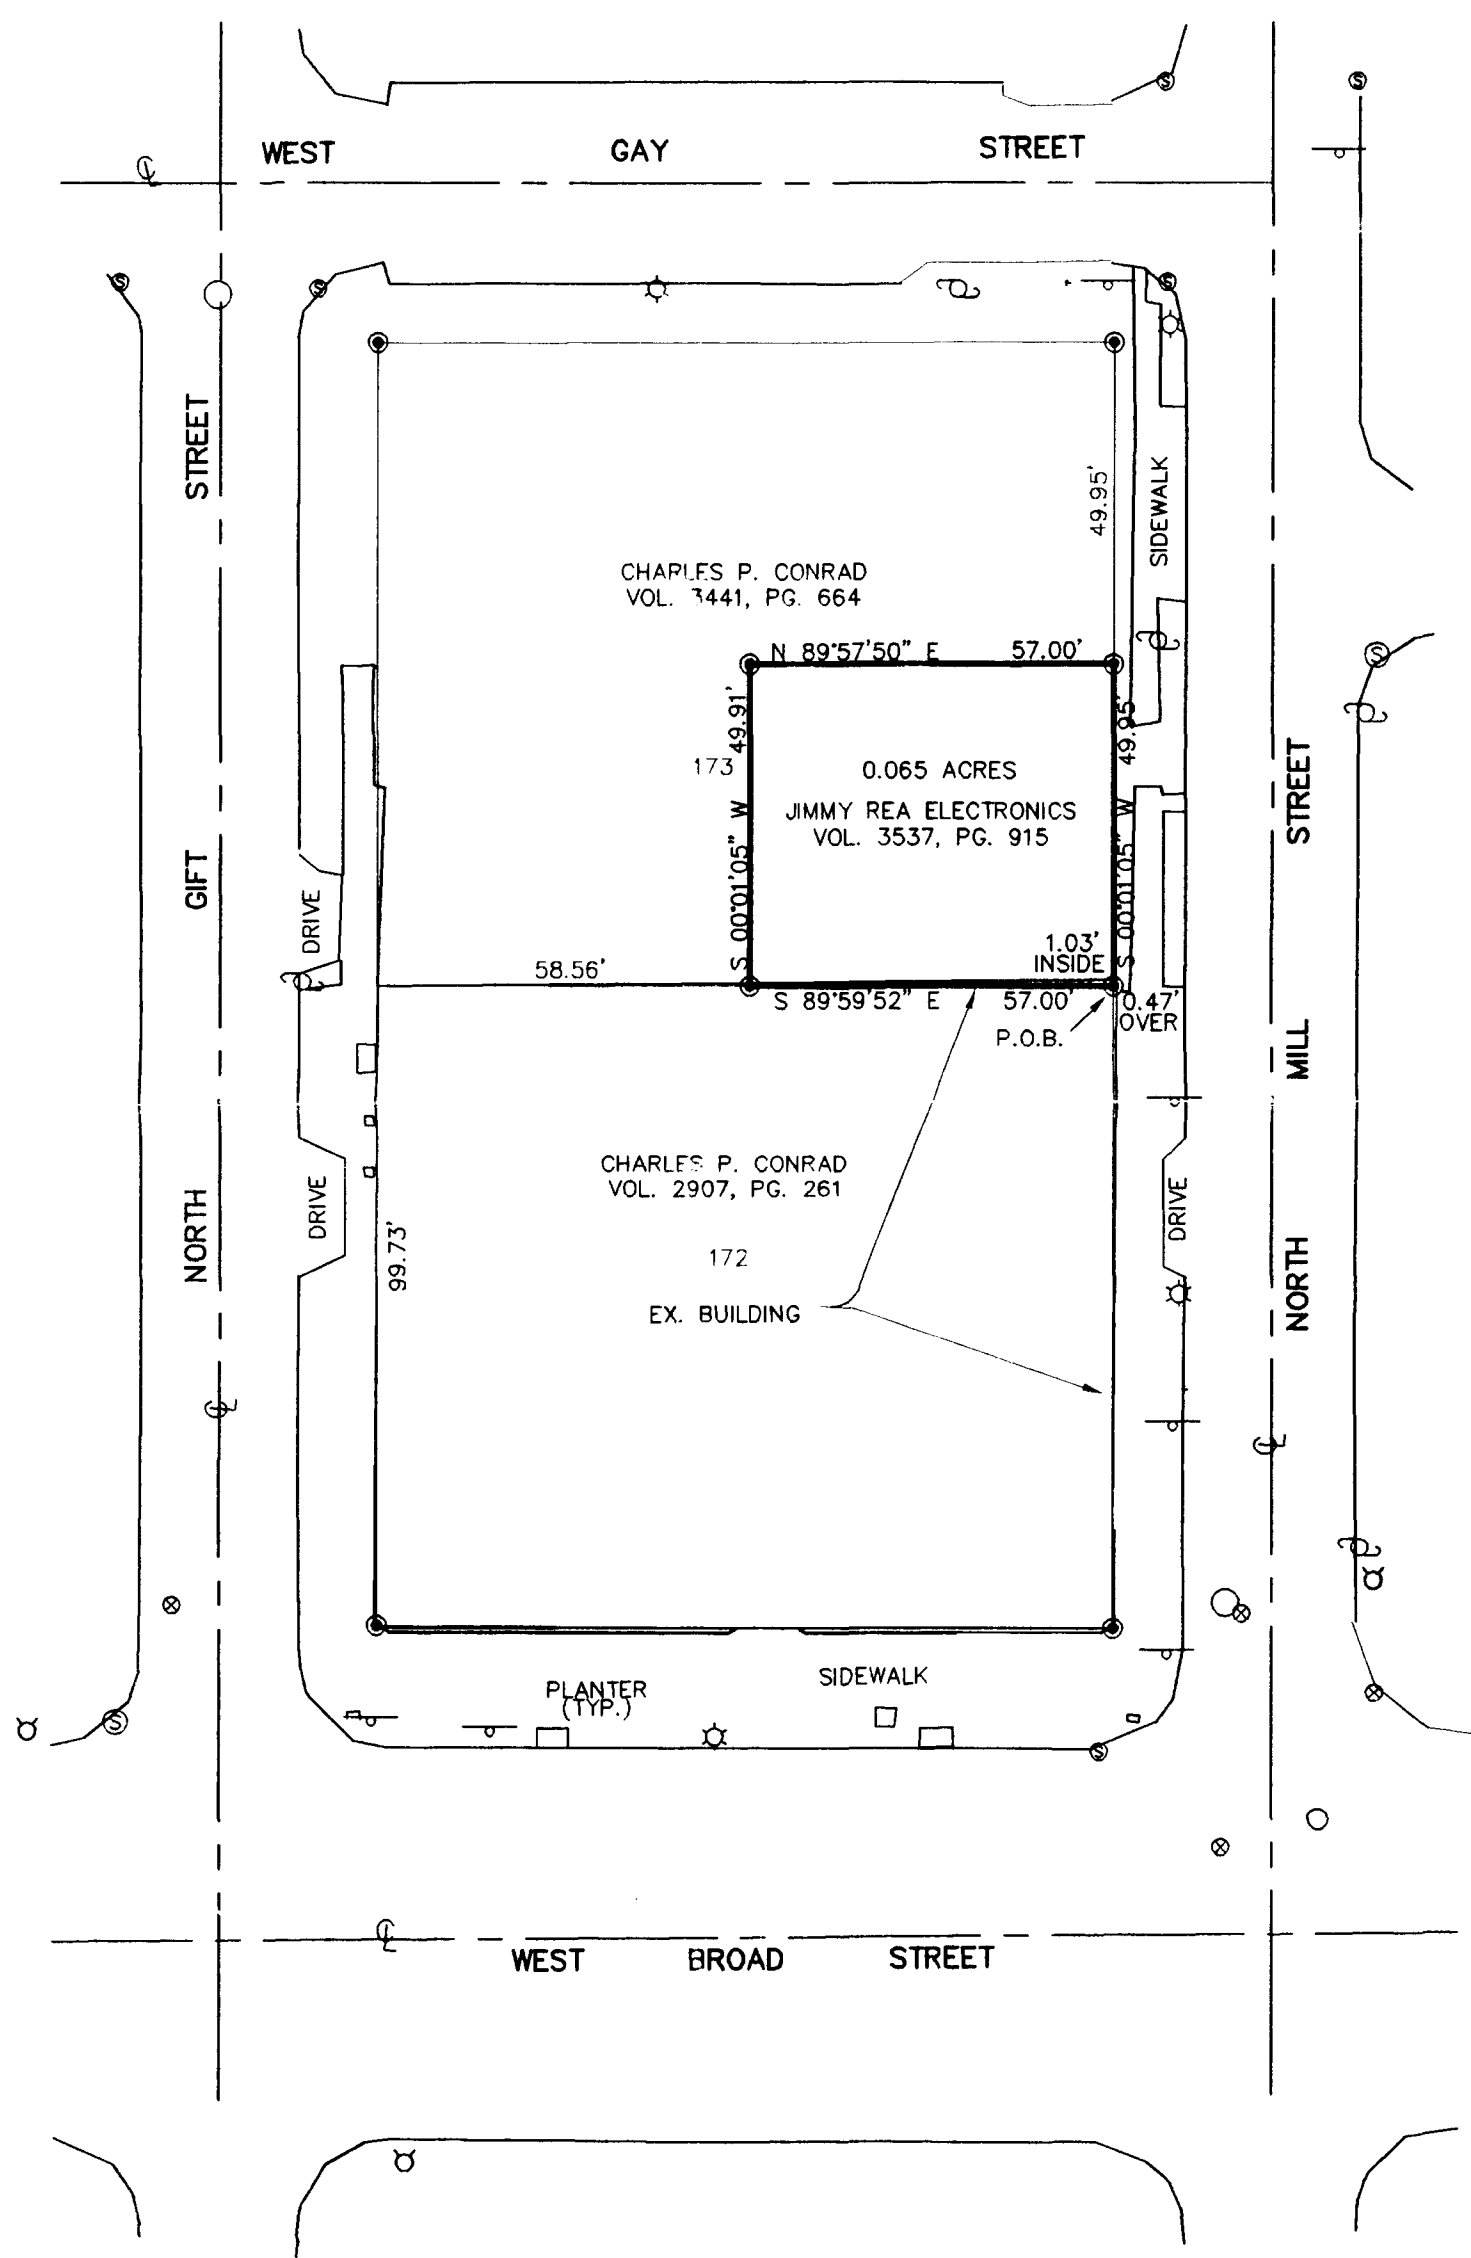 WEST GAY STREET
NORTH GIFT STREET
49.95'
SIDEWALK
CHARLES P. CONRAD
VOL. 3441, PG. 664
N 89°57'50" E 57.00'
S 00°01'05" W 49.91'
173
0.065 ACRES
JIMMY REA ELECTRONICS
VOL. 3537, PG. 915
S 00°01'05" W 49.95'
1.03'
INSIDE
58.56'
S 89°59'52" E 57.00'
0.47'
OVER
P.O.B.
DRIVE
NORTH MILL STREET
CHARLES P. CONRAD
VOL. 2907, PG. 261
172
EX. BUILDING
DRIVE
99.73'
DRIVE
PLANTER
(TYP.)
SIDEWALK
WEST BROAD STREET